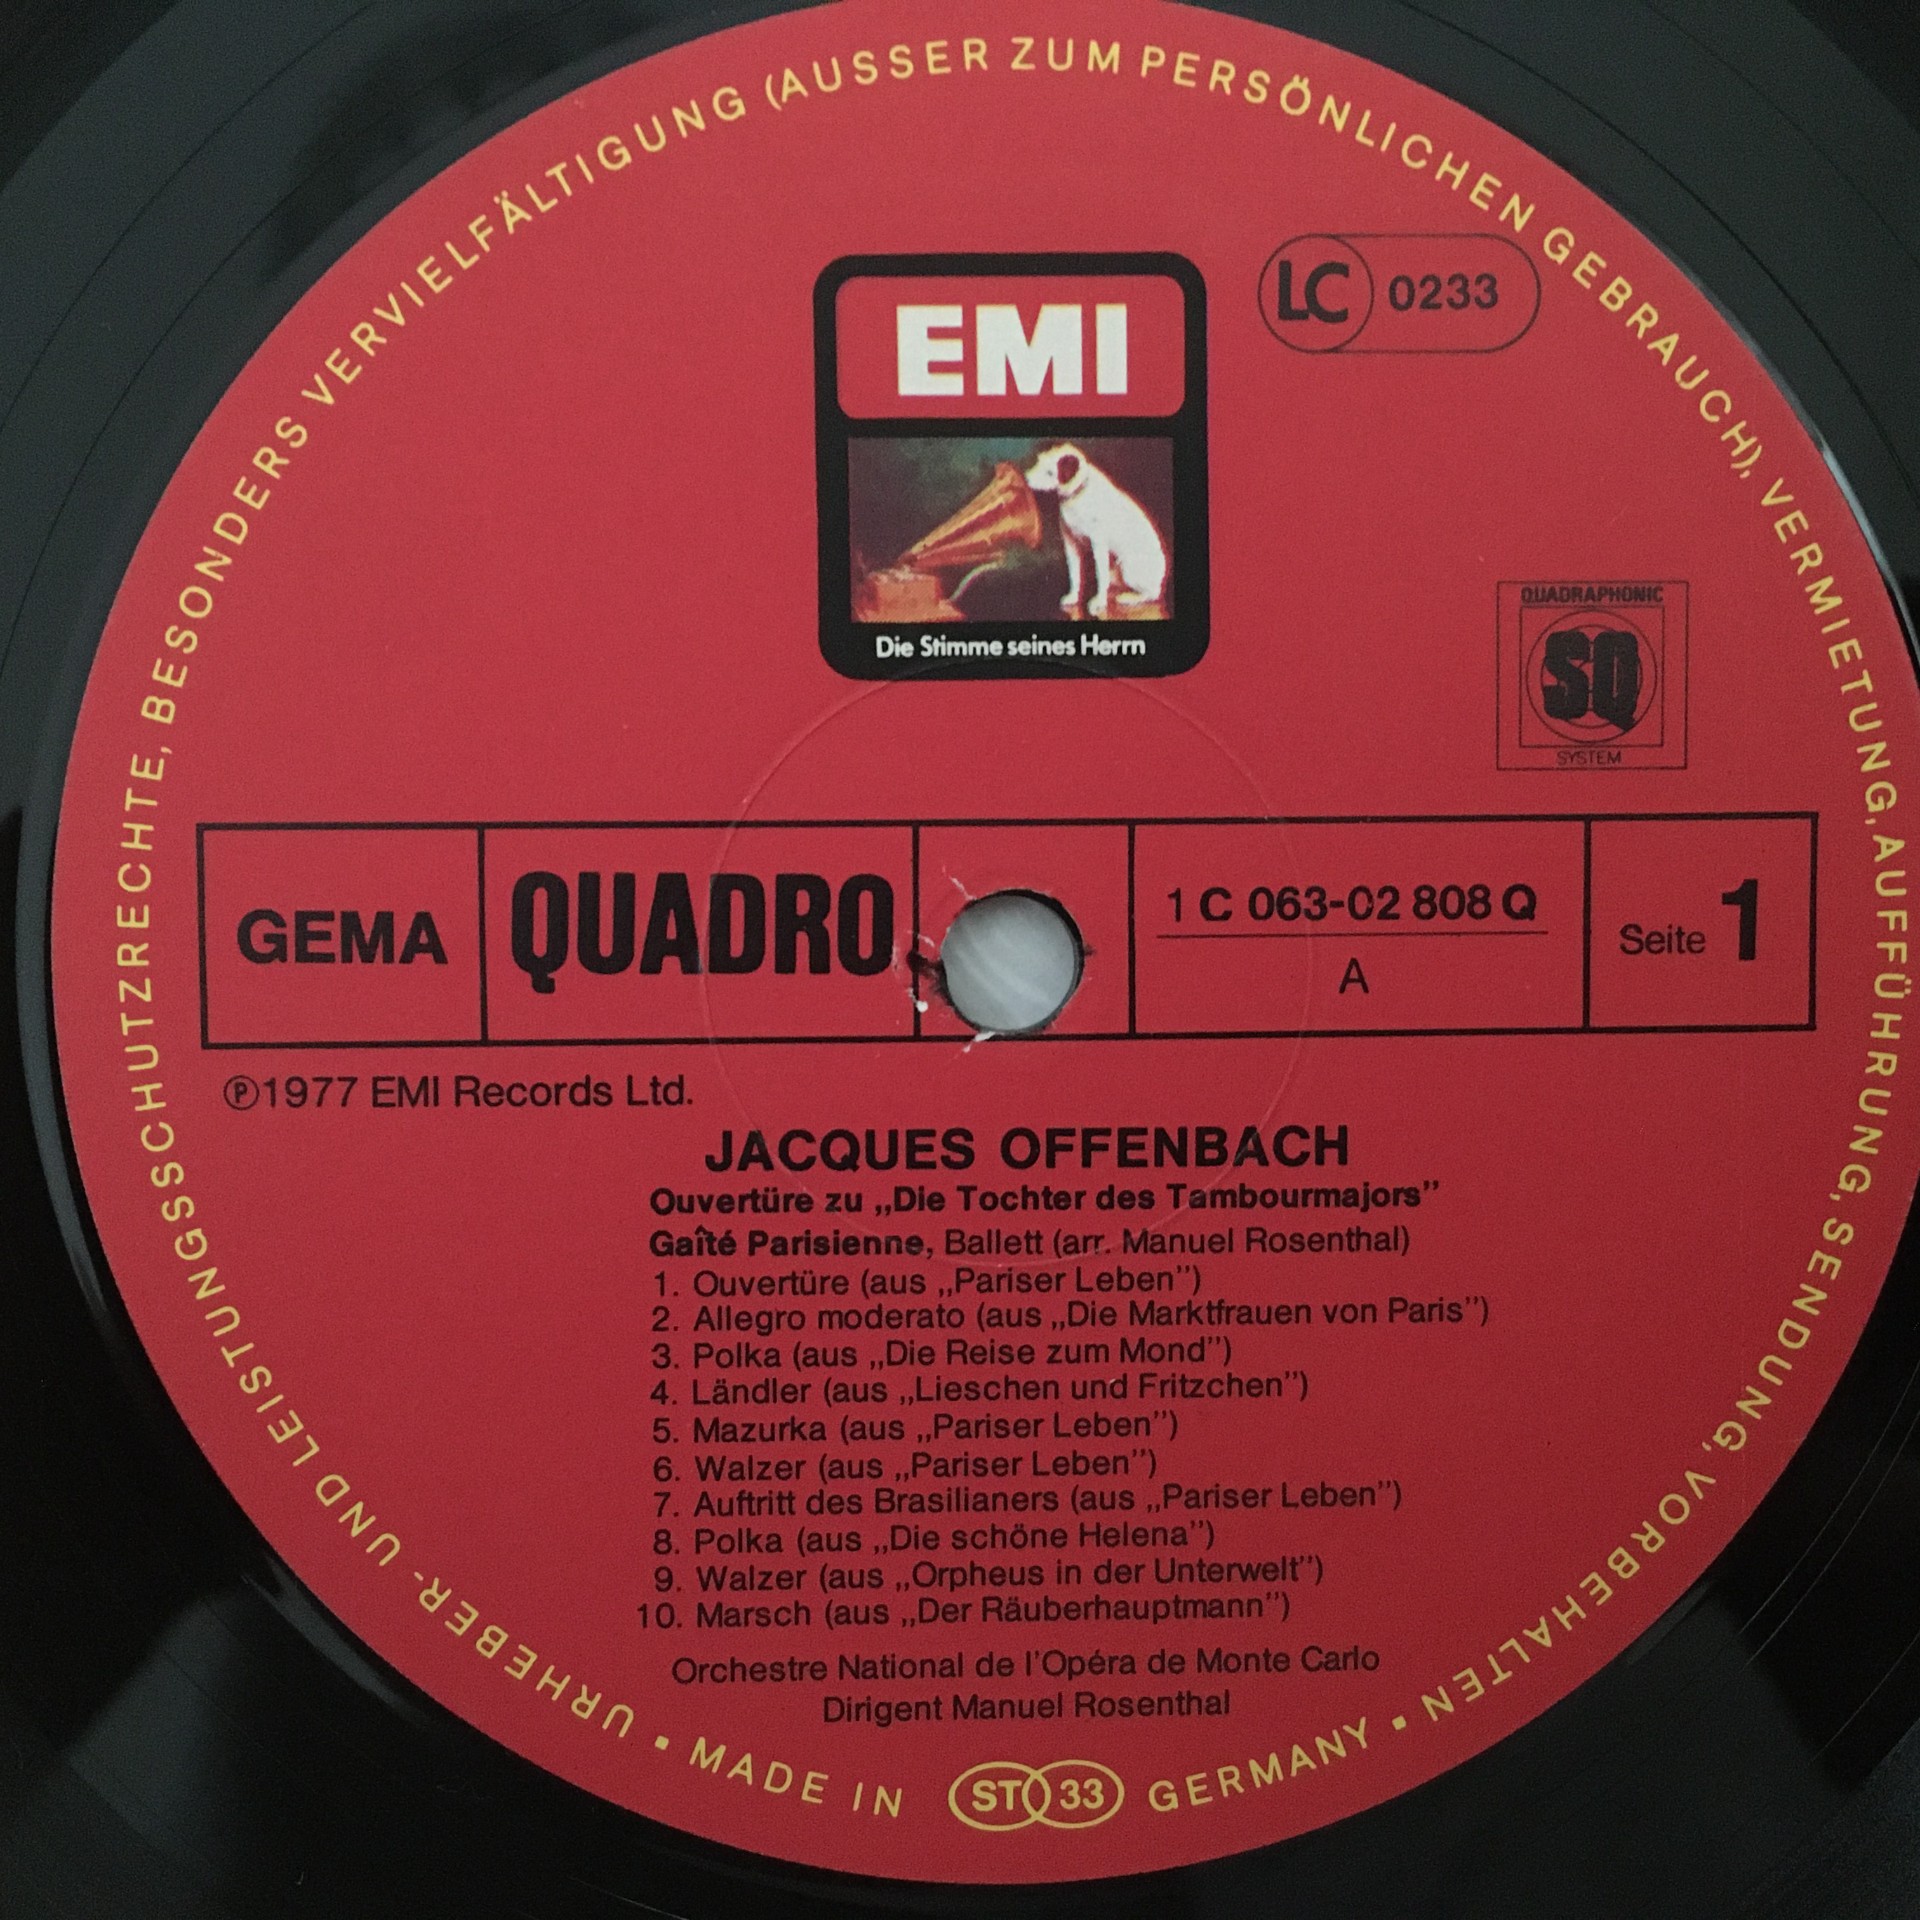 URHEBER- UND LEISTUNGSSCHUTZRECHTE, BESONDERS VERVIELFÄLTIGUNG (AUSSER ZUM PERSÖNLICHEN GEBRAUCH), VERMIETUNG, AUFFÜHRUNG, SENDUNG, VORBEHALTEN
EMI
Die Stimme seines Herrn
LC 0233
QUADRAPHONIC
SQ
SYSTEM
GEMA
QUADRO
1 C 063-02 808 Q
A
Seite 1
Ⓟ1977 EMI Records Ltd.
JACQUES OFFENBACH
Ouvertüre zu „Die Tochter des Tambourmajors”
Gaîté Parisienne, Ballett (arr. Manuel Rosenthal)
1. Ouvertüre (aus „Pariser Leben”)
2. Allegro moderato (aus „Die Marktfrauen von Paris”)
3. Polka (aus „Die Reise zum Mond”)
4. Ländler (aus „Lieschen und Fritzchen”)
5. Mazurka (aus „Pariser Leben”)
6. Walzer (aus „Pariser Leben”)
7. Auftritt des Brasilianers (aus „Pariser Leben”)
8. Polka (aus „Die schöne Helena”)
9. Walzer (aus „Orpheus in der Unterwelt”)
10. Marsch (aus „Der Räuberhauptmann”)
Orchestre National de l'Opéra de Monte Carlo
Dirigent Manuel Rosenthal
• MADE IN ST 33 GERMANY •